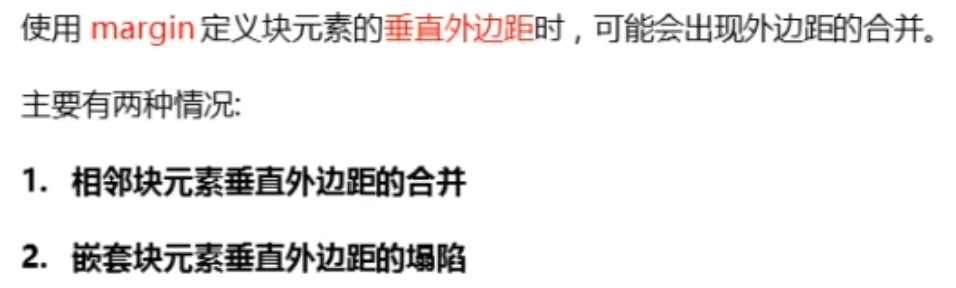 使用 margin 定义块元素的垂直外边距时，可能会出现外边距的合并。
主要有两种情况:
1. 相邻块元素垂直外边距的合并
2. 嵌套块元素垂直外边距的塌陷